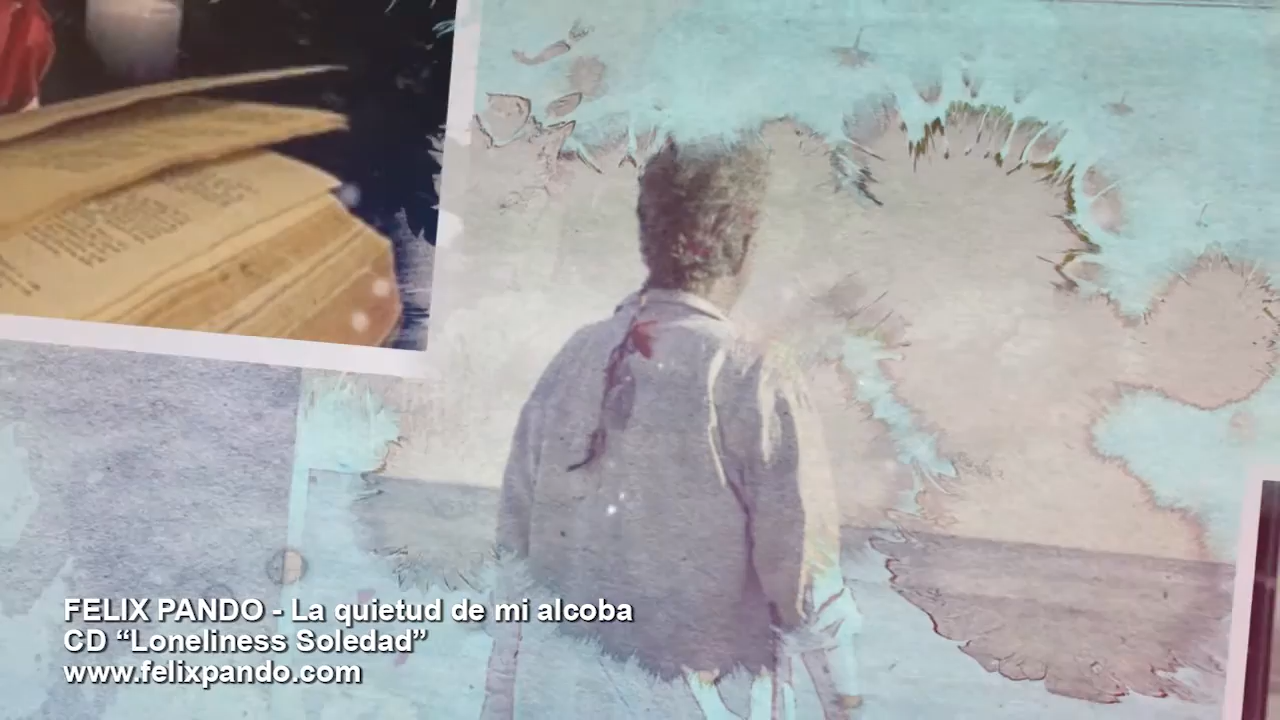 FELIX PANDO - La quietud de mi alcoba
CD “Loneliness Soledad”
www.felixpando.com